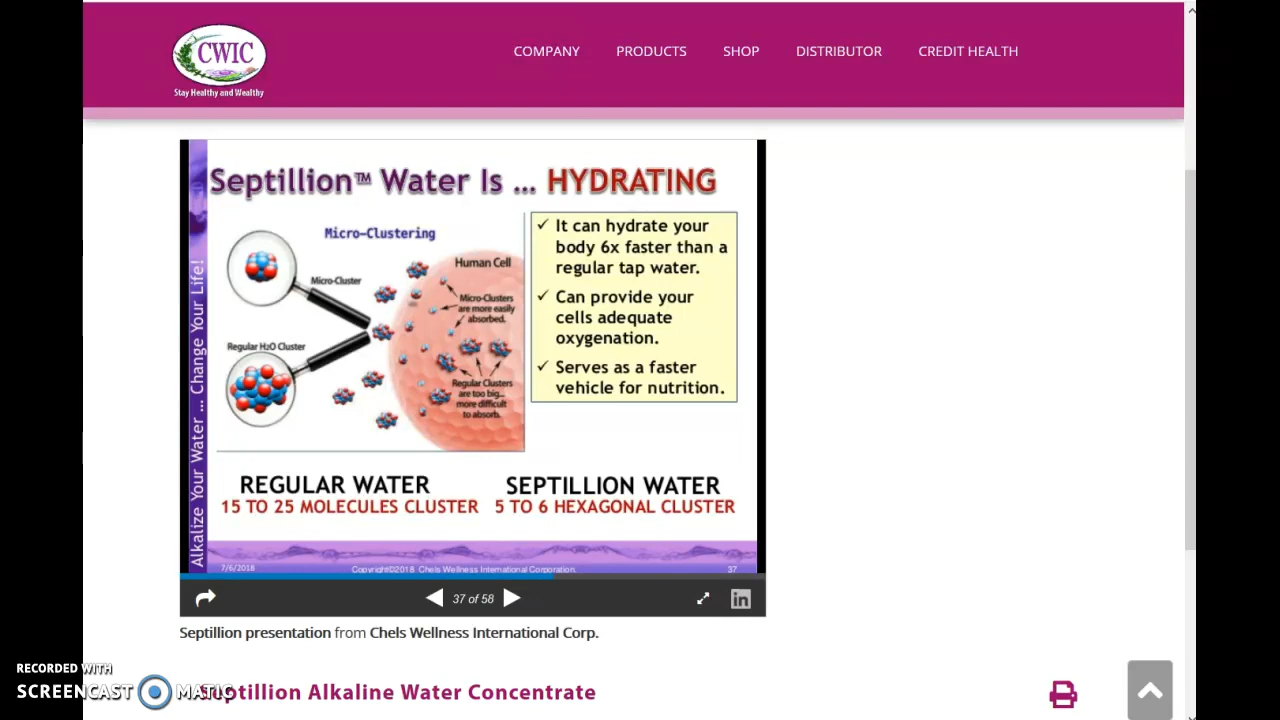 CWIC
Stay Healthy and Wealthy
COMPANY
PRODUCTS
SHOP
DISTRIBUTOR
CREDIT HEALTH
Alkalize Your Water ... Change Your Life!
Septillion™ Water Is ... HYDRATING
Micro-Clustering
Micro-Cluster
Regular H2O Cluster
Human Cell
Micro-Clusters
are more easily
absorbed.
Regular Clusters
are too big...
more difficult
to absorb.
✓ It can hydrate your
body 6x faster than a
regular tap water.
✓ Can provide your
cells adequate
oxygenation.
✓ Serves as a faster
vehicle for nutrition.
REGULAR WATER
15 TO 25 MOLECULES CLUSTER
SEPTILLION WATER
5 TO 6 HEXAGONAL CLUSTER
7/6/2018
Copyright©2018 Chels Wellness International Corporation.
37
37 of 58
in
Septillion presentation from Chels Wellness International Corp.
RECORDED WITH
SCREENCAST MATIC
Septillion Alkaline Water Concentrate